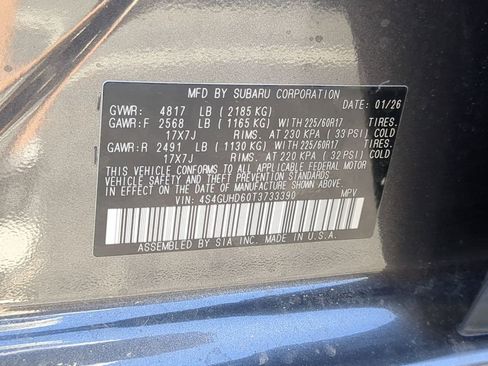 MFD BY SUBARU CORPORATION
DATE: 01/26
GVWR: 4817 LB (2185 KG)
GAWR:F 2568 LB (1165 KG) WITH 225/60R17 TIRES.
17X7J RIMS. AT 230 KPA (33 PSI) COLD
GAWR:R 2491 LB (1130 KG) WITH 225/60R17 TIRES.
17X7J RIMS. AT 220 KPA (32 PSI) COLD
THIS VEHICLE CONFORMS TO ALL APPLICABLE FEDERAL MOTOR
VEHICLE SAFETY AND THEFT PREVENTION STANDARDS
IN EFFECT ON THE DATE OF MANUFACTURE SHOWN ABOVE.
VIN: 4S4GUHD60T3733390 MPV
ASSEMBLED BY SIA INC. MADE IN U.S.A.